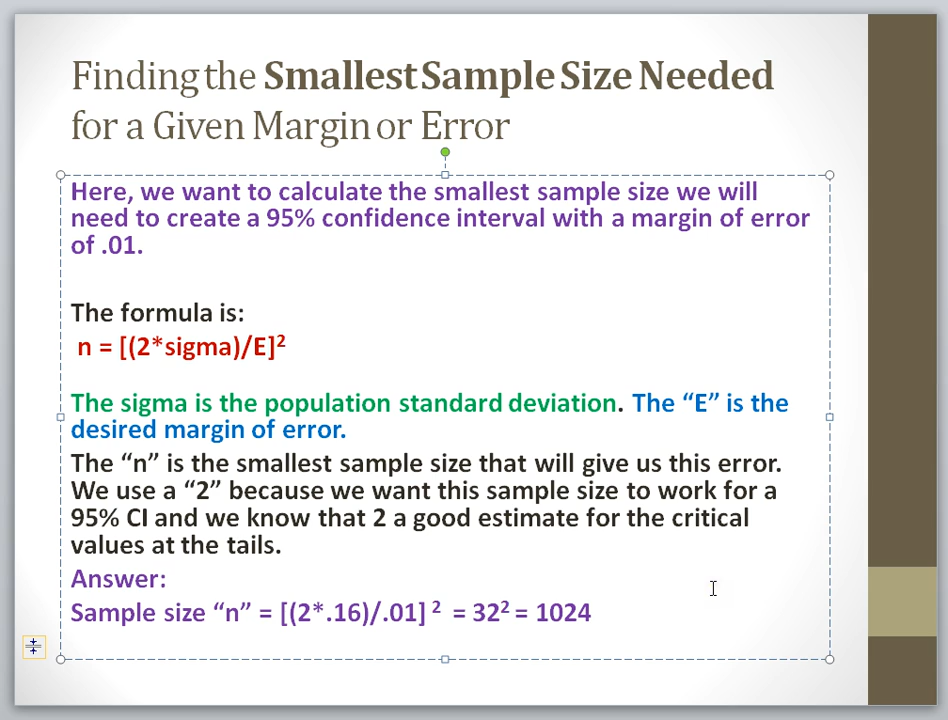 Finding the Smallest Sample Size Needed
for a Given Margin or Error
Here, we want to calculate the smallest sample size we will
need to create a 95% confidence interval with a margin of error
of .01.
The formula is:
n = [(2*sigma)/E]²
The sigma is the population standard deviation. The “E” is the
desired margin of error.
The “n” is the smallest sample size that will give us this error.
We use a “2” because we want this sample size to work for a
95% CI and we know that 2 a good estimate for the critical
values at the tails.
Answer:
Sample size “n” = [(2*.16)/.01] ² = 32² = 1024